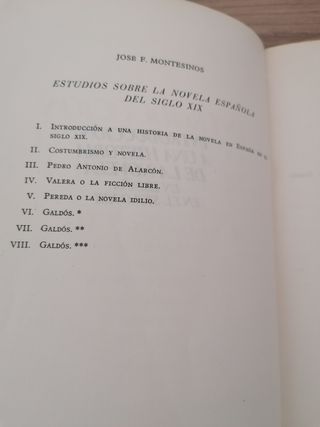 JOSE F. MONTESINOS
ESTUDIOS SOBRE LA NOVELA ESPAÑOLA
DEL SIGLO XIX
I. INTRODUCCIÓN A UNA HISTORIA DE LA NOVELA EN ESPAÑA EN EL
SIGLO XIX.
II. COSTUMBRISMO Y NOVELA.
III. PEDRO ANTONIO DE ALARCÓN.
IV. VALERA O LA FICCIÓN LIBRE.
V. PEREDA O LA NOVELA IDILIO.
VI. GALDÓS. *
VII. GALDÓS. **
VIII. GALDÓS. ***